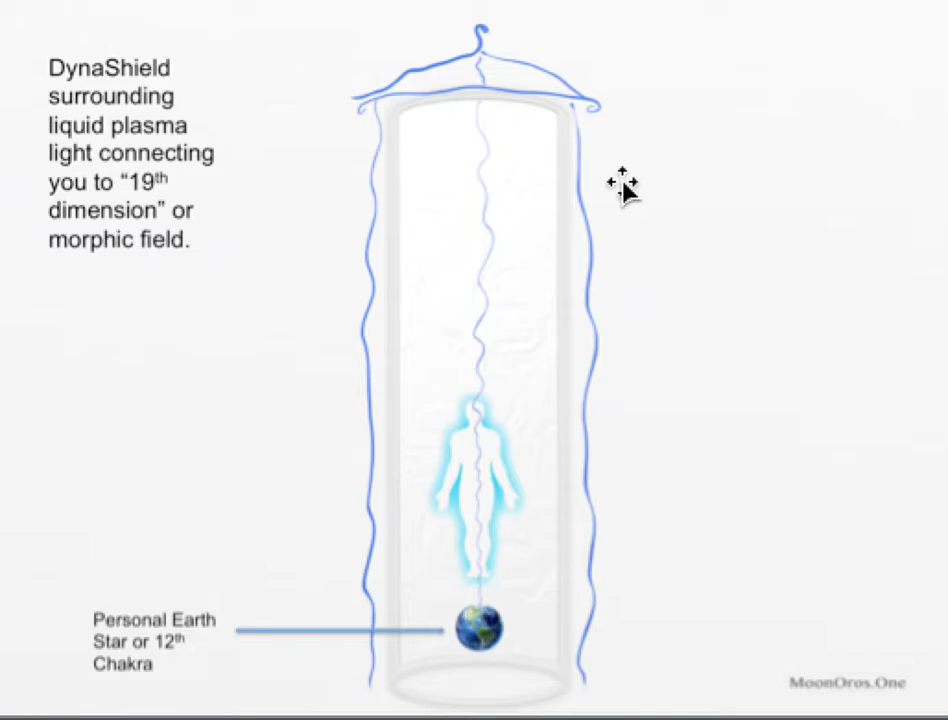 DynaShield
surrounding
liquid plasma
light connecting
you to “19th
dimension” or
morphic field.
Personal Earth
Star or 12th
Chakra
MoonOros.One